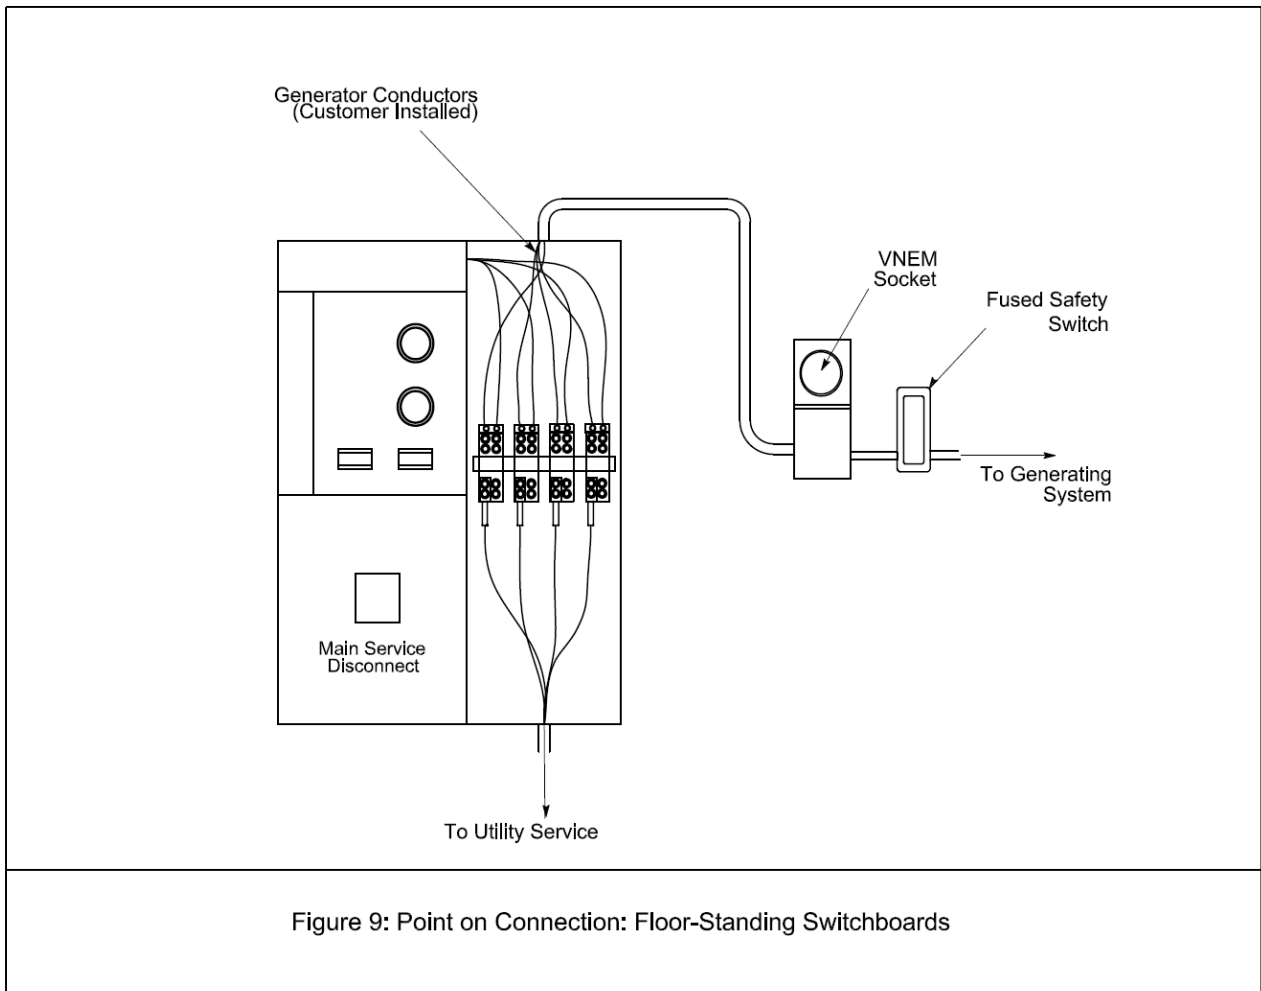 Generator Conductors
(Customer Installed)
VNEM
Socket
Fused Safety
Switch
To Generating
System
Main Service
Disconnect
To Utility Service
Figure 9: Point on Connection: Floor-Standing Switchboards